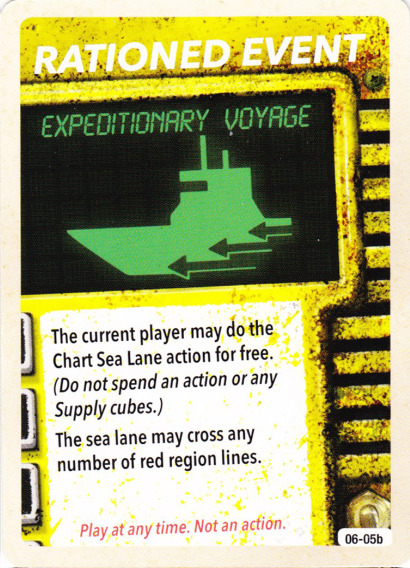 RATIONED EVENT
EXPEDITIONARY VOYAGE
The current player may do the
Chart Sea Lane action for free.
(Do not spend an action or any
Supply cubes.)
The sea lane may cross any
number of red region lines.
Play at any time. Not an action.
06-05b